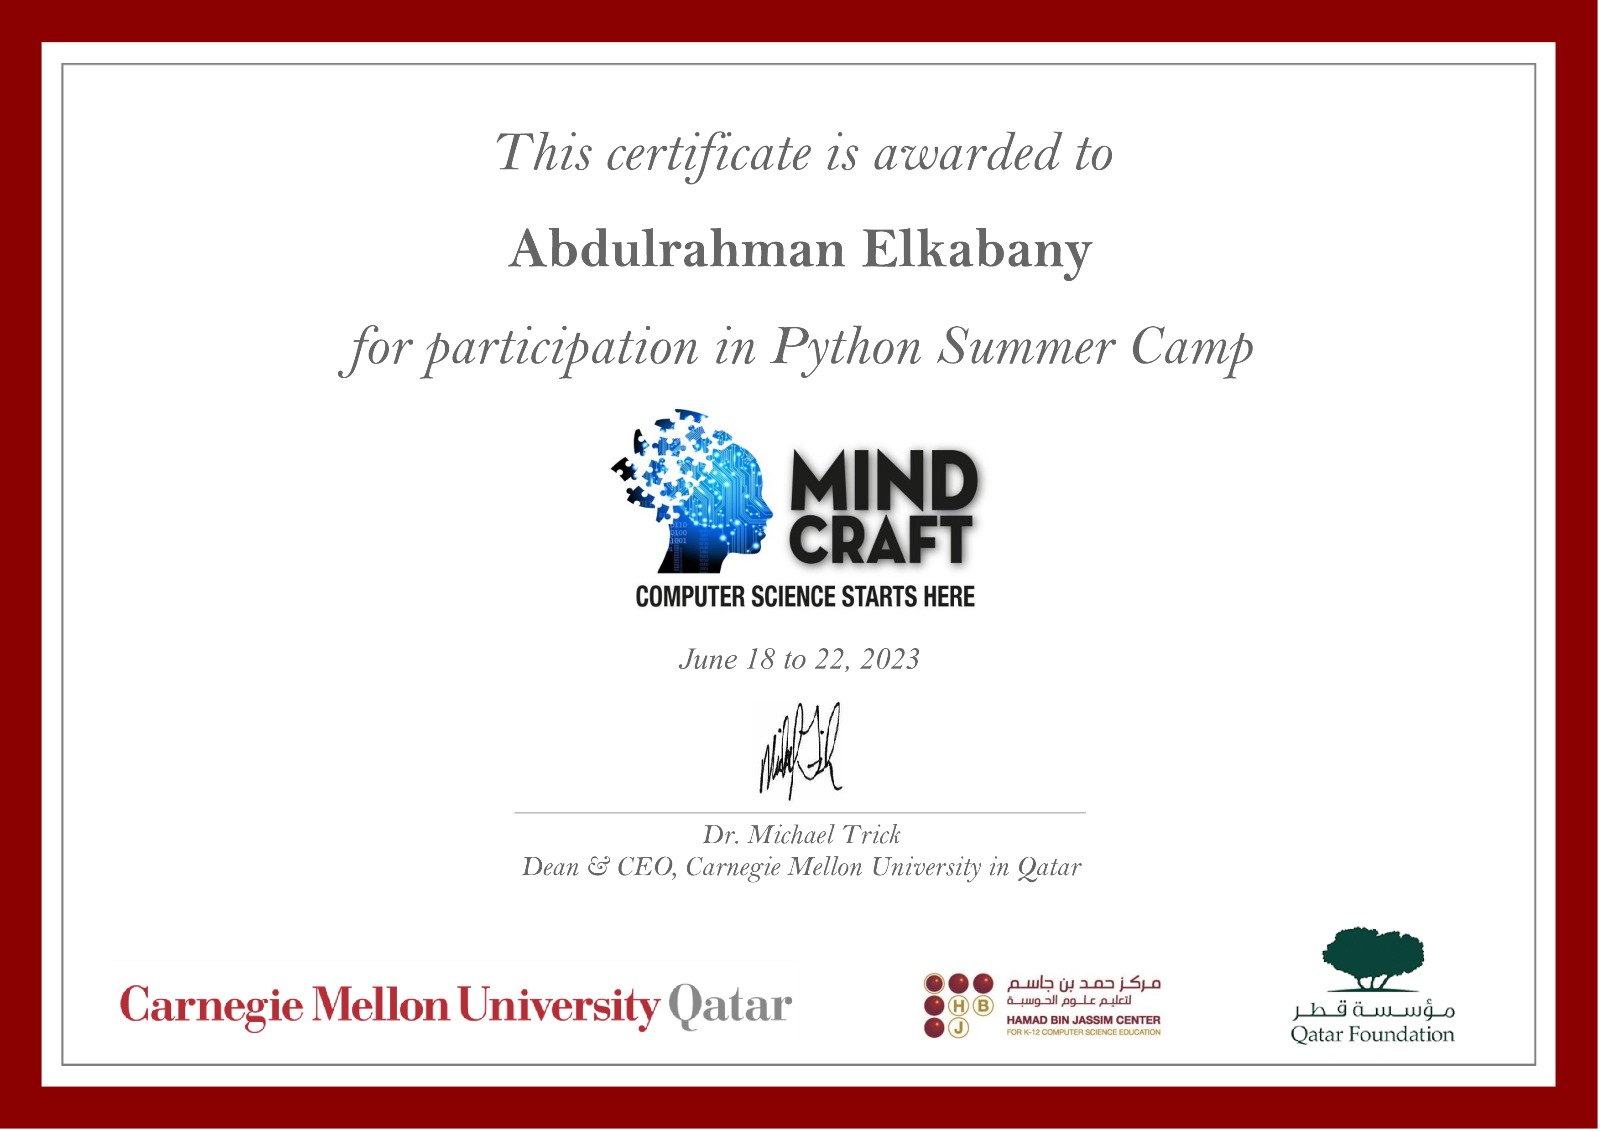 This certificate is awarded to
Abdulrahman Elkabany
for participation in Python Summer Camp
0110
0100
1001
MIND
CRAFT
COMPUTER SCIENCE STARTS HERE
June 18 to 22, 2023
Dr. Michael Trick
Dean & CEO, Carnegie Mellon University in Qatar
Carnegie Mellon University Qatar
H B
J
مركز حمد بن جاسم
لتعليم علوم الحوسبة
HAMAD BIN JASSIM CENTER
FOR K-12 COMPUTER SCIENCE EDUCATION
مؤسسة قطر
Qatar Foundation